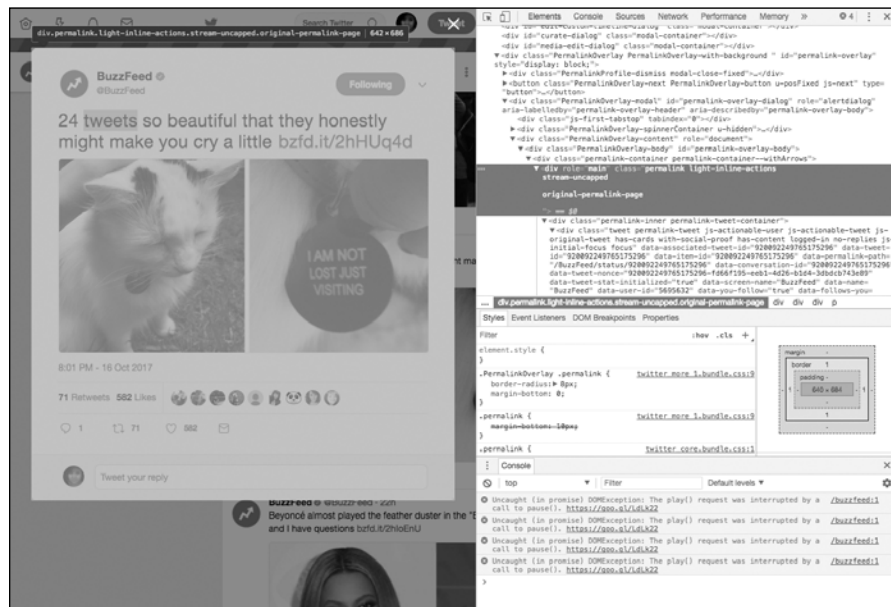 Search Twitter
div.permalink.light-inline-actions.stream-uncapped.original-permalink-page | 642 × 686
BuzzFeed
@BuzzFeed
Following
24 tweets so beautiful that they honestly
might make you cry a little bzfd.it/2hHUq4d
I AM NOT
LOST JUST
VISITING
8:01 PM - 16 Oct 2017
71 Retweets 582 Likes
1 71 582
Tweet your reply
BuzzFeed @BuzzFeed · 22h
Beyoncé almost played the feather duster in the "B
and I have questions bzfd.it/2hIoEnU
Elements Console Sources Network Performance Memory » 4
<div id="curate-dialog" class="modal-container"></div>
<div id="media-edit-dialog" class="modal-container"></div>
▼<div class="PermalinkOverlay PermalinkOverlay-with-background " id="permalink-overlay"
style="display: block;">
▶<div class="PermalinkProfile-dismiss modal-close-fixed">…</div>
▶<button class="PermalinkOverlay-next PermalinkOverlay-button u-posFixed js-next" type=
"button">…</button>
▼<div class="PermalinkOverlay-modal" id="permalink-overlay-dialog" role="alertdialog"
aria-labelledby="permalink-overlay-header" aria-describedby="permalink-overlay-body">
<div class="js-first-tabstop" tabindex="0"></div>
▶<div class="PermalinkOverlay-spinnerContainer u-hidden">…</div>
▼<div class="PermalinkOverlay-content" role="document">
▼<div class="PermalinkOverlay-body" id="permalink-overlay-body">
▼<div class="permalink-container permalink-container--withArrows">
▼<div role="main" class="permalink light-inline-actions
stream-uncapped
original-permalink-page
"> == $0
▼<div class="permalink-inner permalink-tweet-container">
▼<div class="tweet permalink-tweet js-actionable-user js-actionable-tweet js-
original-tweet has-cards with-social-proof has-content logged-in no-replies js-
initial-focus focus" data-associated-tweet-id="920092249765175296" data-tweet-
id="920092249765175296" data-item-id="920092249765175296" data-permalink-path=
"/BuzzFeed/status/920092249765175296" data-conversation-id="920092249765175296"
data-tweet-stat-initialized="true" data-screen-name="BuzzFeed" data-name=
"BuzzFeed" data-user-id="5695632" data-you-follow="true" data-follows-you=
... div.permalink.light-inline-actions.stream-uncapped.original-permalink-page div div p
Styles Event Listeners DOM Breakpoints Properties
Filter :hov .cls +
element.style {
}
.PermalinkOverlay .permalink { twitter_more_1.bundle.css:9
border-radius:▶ 8px;
margin-bottom: 0;
}
.permalink { twitter_more_1.bundle.css:9
margin-bottom: 10px;
}
.permalink { twitter_core.bundle.css:1
margin -
border 1
padding -
- 1 - 640 × 684 - 1 -
-
1
-
Console
top ▼ Filter Default levels ▼
Uncaught (in promise) DOMException: The play() request was interrupted by a /buzzfeed:1
call to pause(). https://goo.gl/LdLk22
Uncaught (in promise) DOMException: The play() request was interrupted by a /buzzfeed:1
call to pause(). https://goo.gl/LdLk22
Uncaught (in promise) DOMException: The play() request was interrupted by a /buzzfeed:1
call to pause(). https://goo.gl/LdLk22
Uncaught (in promise) DOMException: The play() request was interrupted by a /buzzfeed:1
call to pause(). https://goo.gl/LdLk22
>